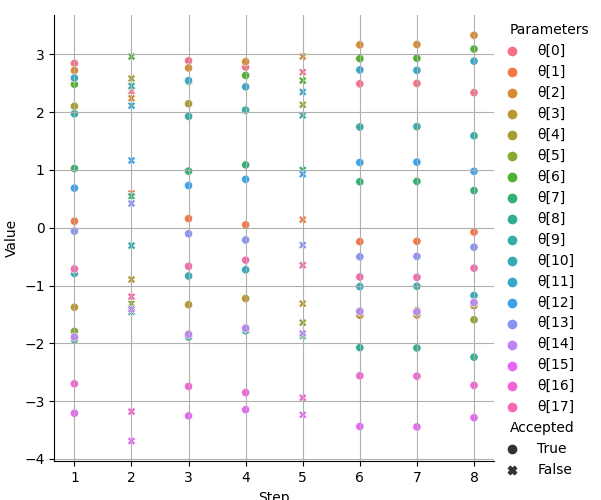 Parameters
θ[0]
θ[1]
θ[2]
θ[3]
θ[4]
θ[5]
θ[6]
θ[7]
θ[8]
θ[9]
θ[10]
θ[11]
θ[12]
θ[13]
θ[14]
θ[15]
θ[16]
θ[17]
Accepted
True
False
Value
3
2
1
0
−1
−2
−3
−4
1 2 3 4 5 6 7 8
Step